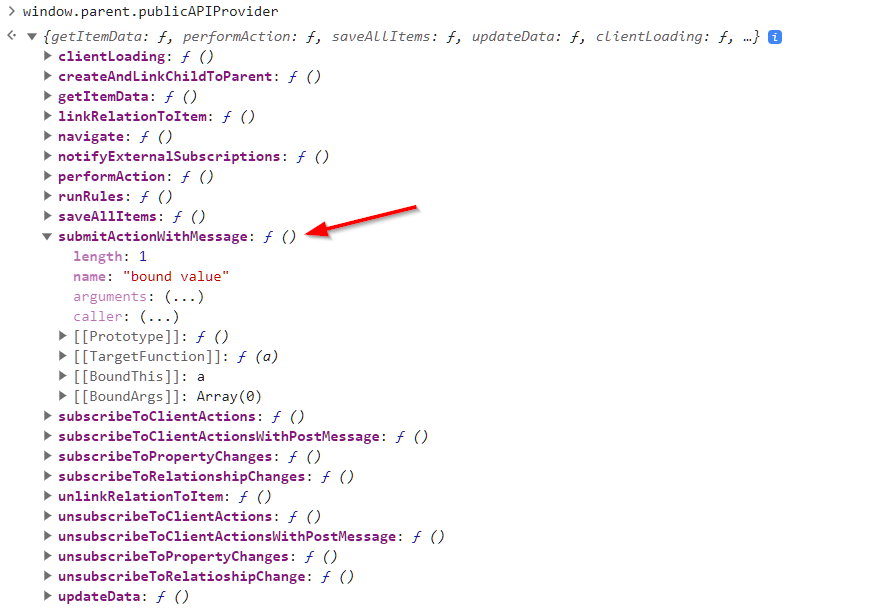 window.parent.publicAPIProvider
{getItemData: ƒ, performAction: ƒ, saveAllItems: ƒ, updateData: ƒ, clientLoading: ƒ, …} i
clientLoading: ƒ ()
createAndLinkChildToParent: ƒ ()
getItemData: ƒ ()
linkRelationToItem: ƒ ()
navigate: ƒ ()
notifyExternalSubscriptions: ƒ ()
performAction: ƒ ()
runRules: ƒ ()
saveAllItems: ƒ ()
submitActionWithMessage: ƒ ()
length: 1
name: "bound value"
arguments: (...)
caller: (...)
[[Prototype]]: ƒ ()
[[TargetFunction]]: ƒ (a)
[[BoundThis]]: a
[[BoundArgs]]: Array(0)
subscribeToClientActions: ƒ ()
subscribeToClientActionsWithPostMessage: ƒ ()
subscribeToPropertyChanges: ƒ ()
subscribeToRelationshipChanges: ƒ ()
unlinkRelationToItem: ƒ ()
unsubscribeToClientActions: ƒ ()
unsubscribeToClientActionsWithPostMessage: ƒ ()
unsubscribeToPropertyChanges: ƒ ()
unsubscribeToRelatioshipChange: ƒ ()
updateData: ƒ ()